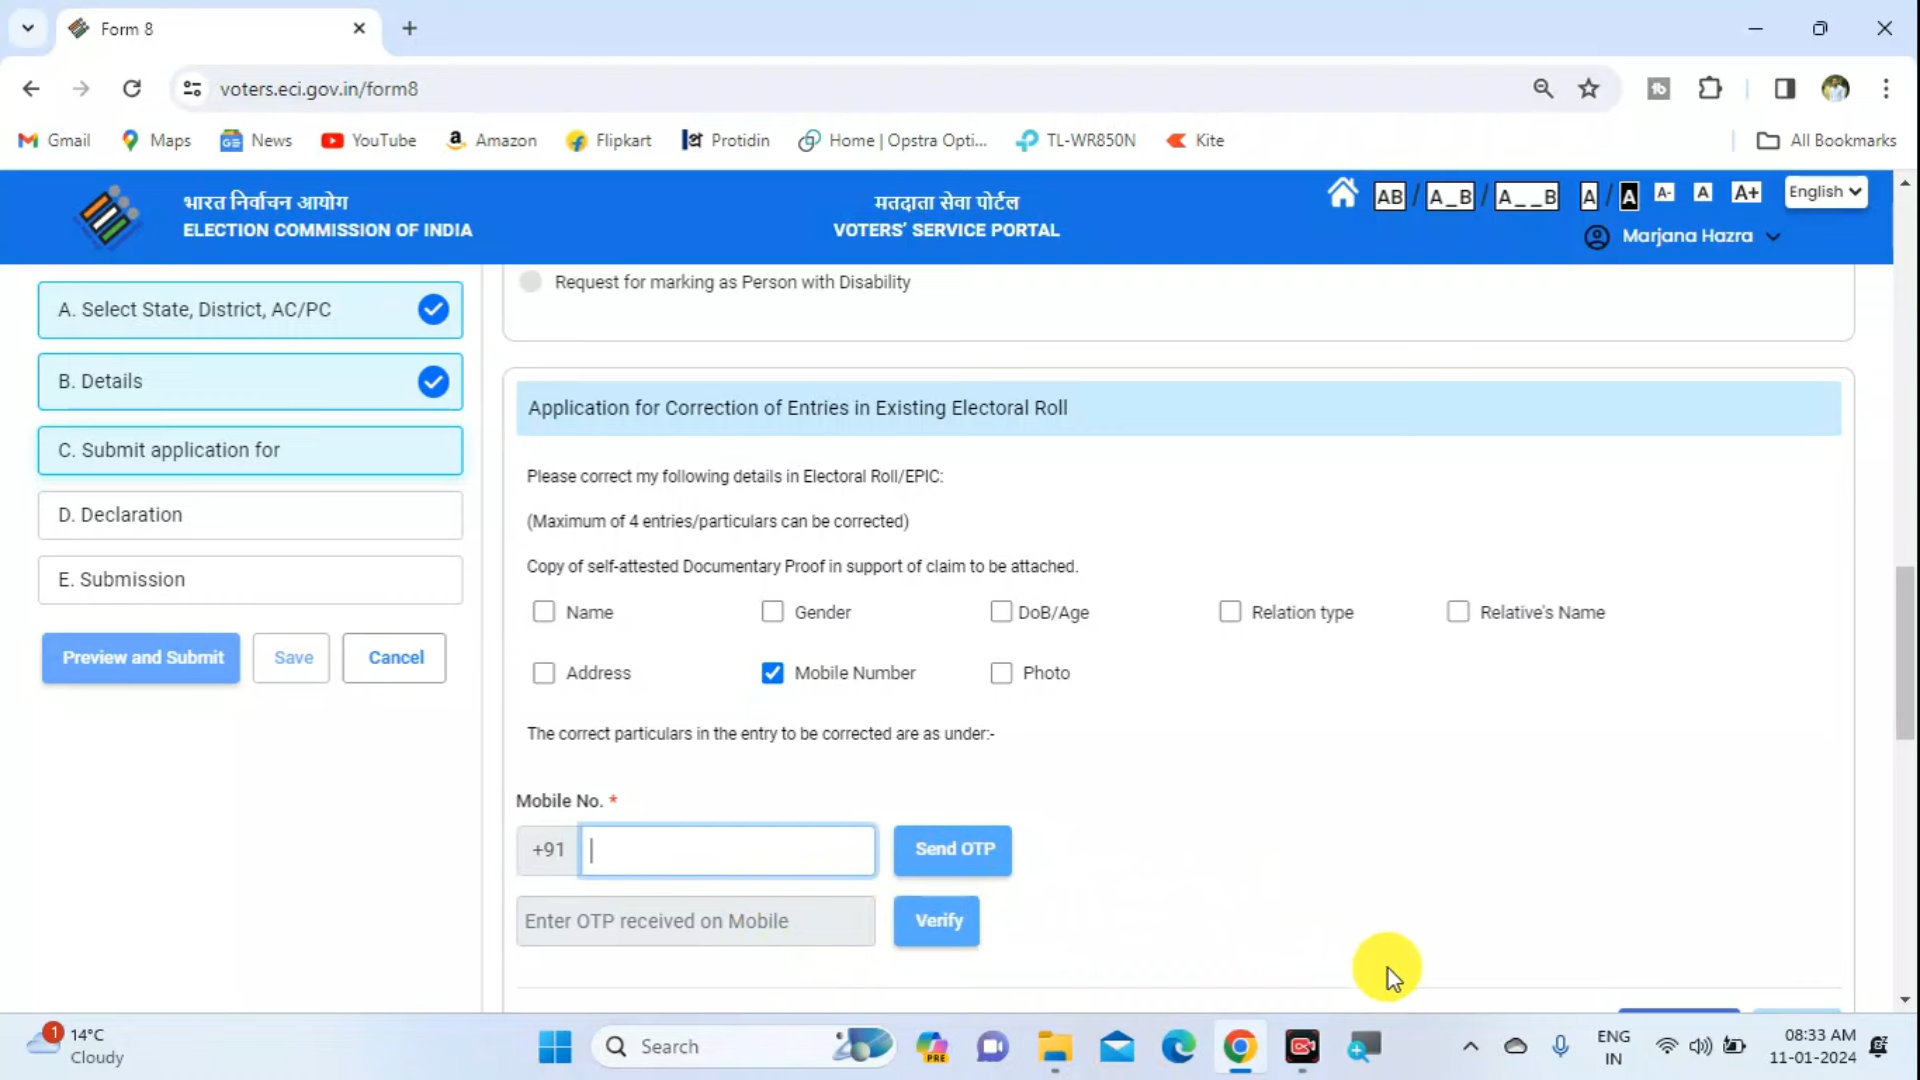 Form 8
voters.eci.gov.in/form8
Gmail
Maps
News
YouTube
Amazon
Flipkart
Protidin
Home | Opstra Opti...
TL-WR850N
Kite
All Bookmarks
भारत निर्वाचन आयोग
ELECTION COMMISSION OF INDIA
मतदाता सेवा पोर्टल
VOTERS' SERVICE PORTAL
AB / A_B / A__B A / A A- A A+ English
Marjana Hazra
A. Select State, District, AC/PC
B. Details
C. Submit application for
D. Declaration
E. Submission
Preview and Submit Save Cancel
Request for marking as Person with Disability
Application for Correction of Entries in Existing Electoral Roll
Please correct my following details in Electoral Roll/EPIC:
(Maximum of 4 entries/particulars can be corrected)
Copy of self-attested Documentary Proof in support of claim to be attached.
Name Gender DoB/Age Relation type Relative's Name
Address Mobile Number Photo
The correct particulars in the entry to be corrected are as under:-
Mobile No. *
+91 Send OTP
Enter OTP received on Mobile Verify
1
14°C
Cloudy
Search
PRE
ENG
IN
08:33 AM
11-01-2024